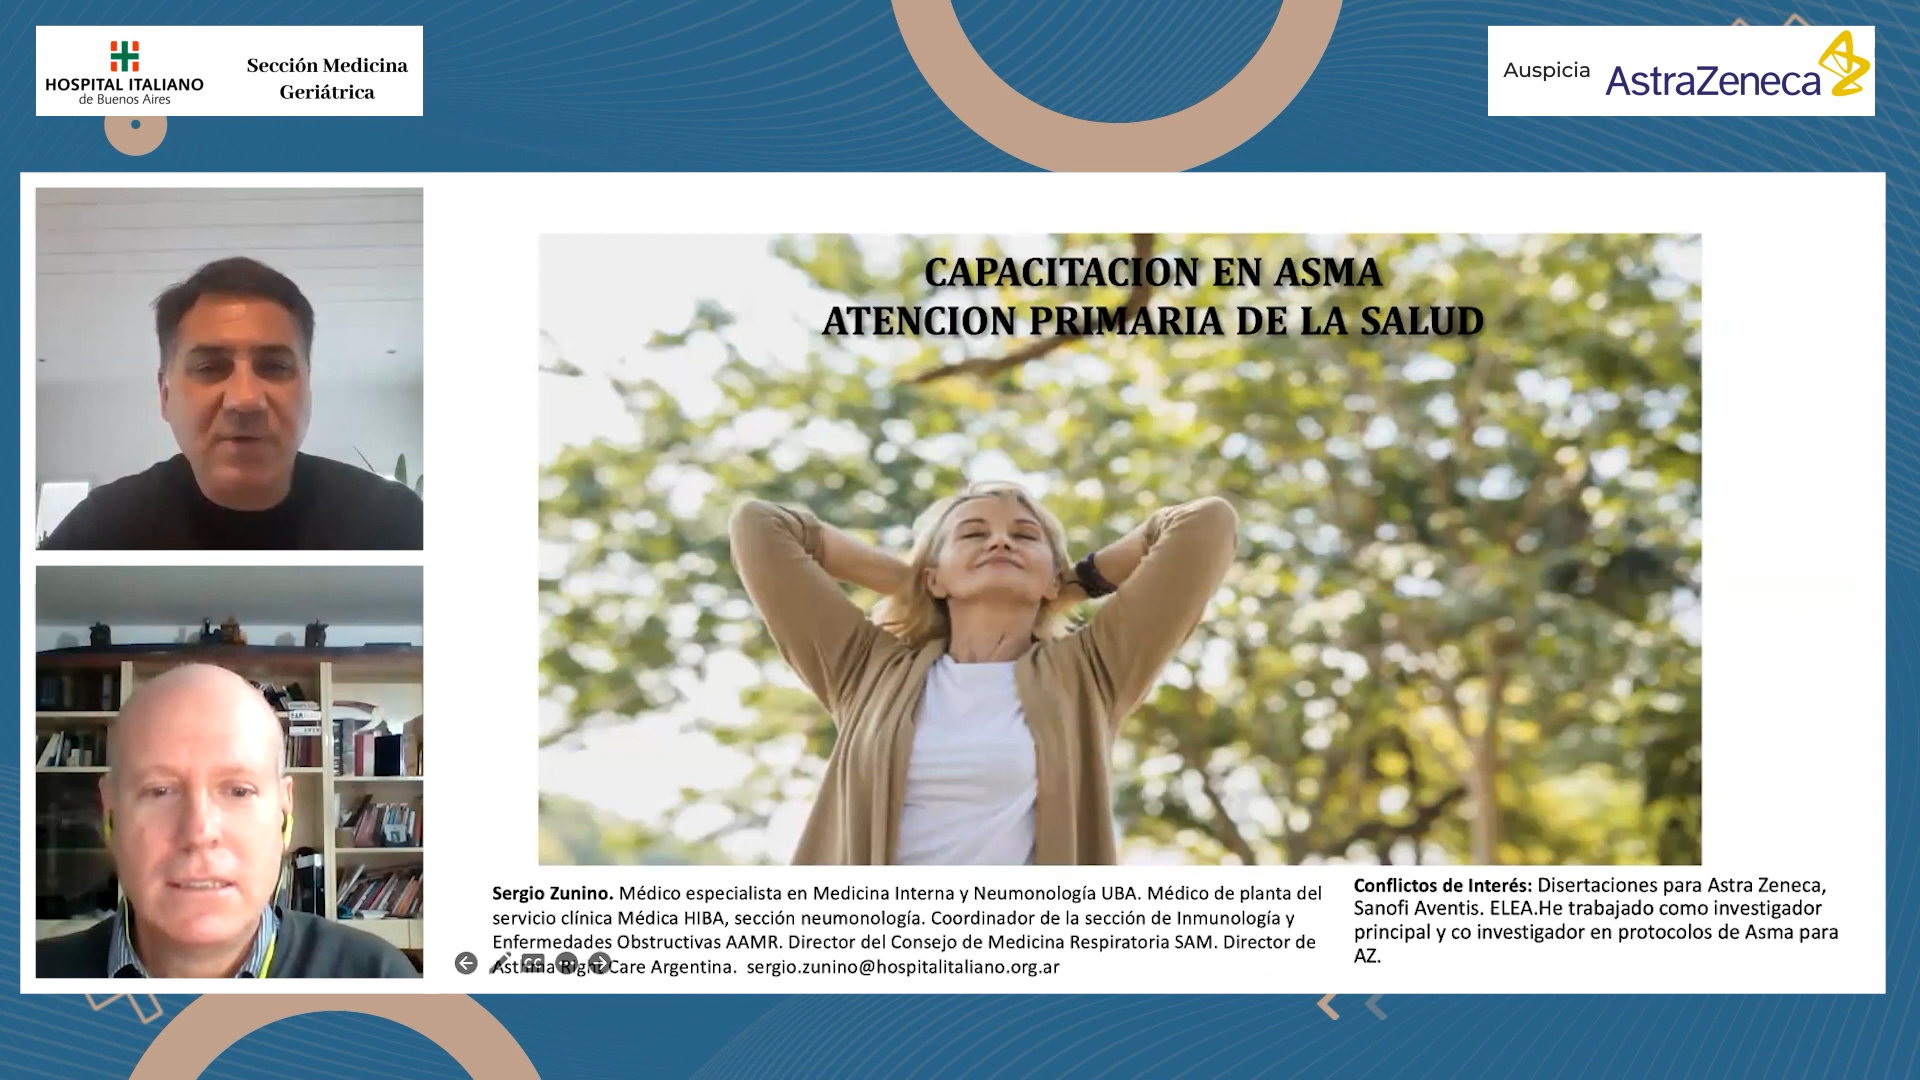 HOSPITAL ITALIANO
de Buenos Aires
Sección Medicina
Geriátrica
Auspicia AstraZeneca
CAPACITACION EN ASMA
ATENCION PRIMARIA DE LA SALUD
Sergio Zunino. Médico especialista en Medicina Interna y Neumonología UBA. Médico de planta del
servicio clínica Médica HIBA, sección neumonología. Coordinador de la sección de Inmunología y
Enfermedades Obstructivas AAMR. Director del Consejo de Medicina Respiratoria SAM. Director de
Asthma Right Care Argentina. sergio.zunino@hospitalitaliano.org.ar
Conflictos de Interés: Disertaciones para Astra Zeneca,
Sanofi Aventis. ELEA.He trabajado como investigador
principal y co investigador en protocolos de Asma para
AZ.